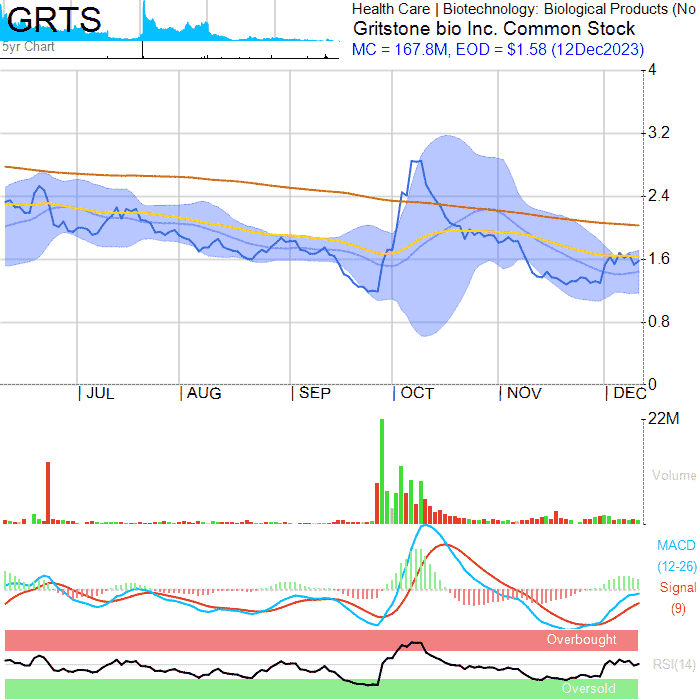 GRTS
5yr Chart
Health Care | Biotechnology: Biological Products (No
Gritstone bio Inc. Common Stock
MC = 167.8M, EOD = $1.58 (12Dec2023)
4
3.2
2.4
1.6
0.8
0
| JUL | AUG | SEP | OCT | NOV | DEC
22M
Volume
MACD
(12-26)
Signal
(9)
Overbought
RSI(14)
Oversold